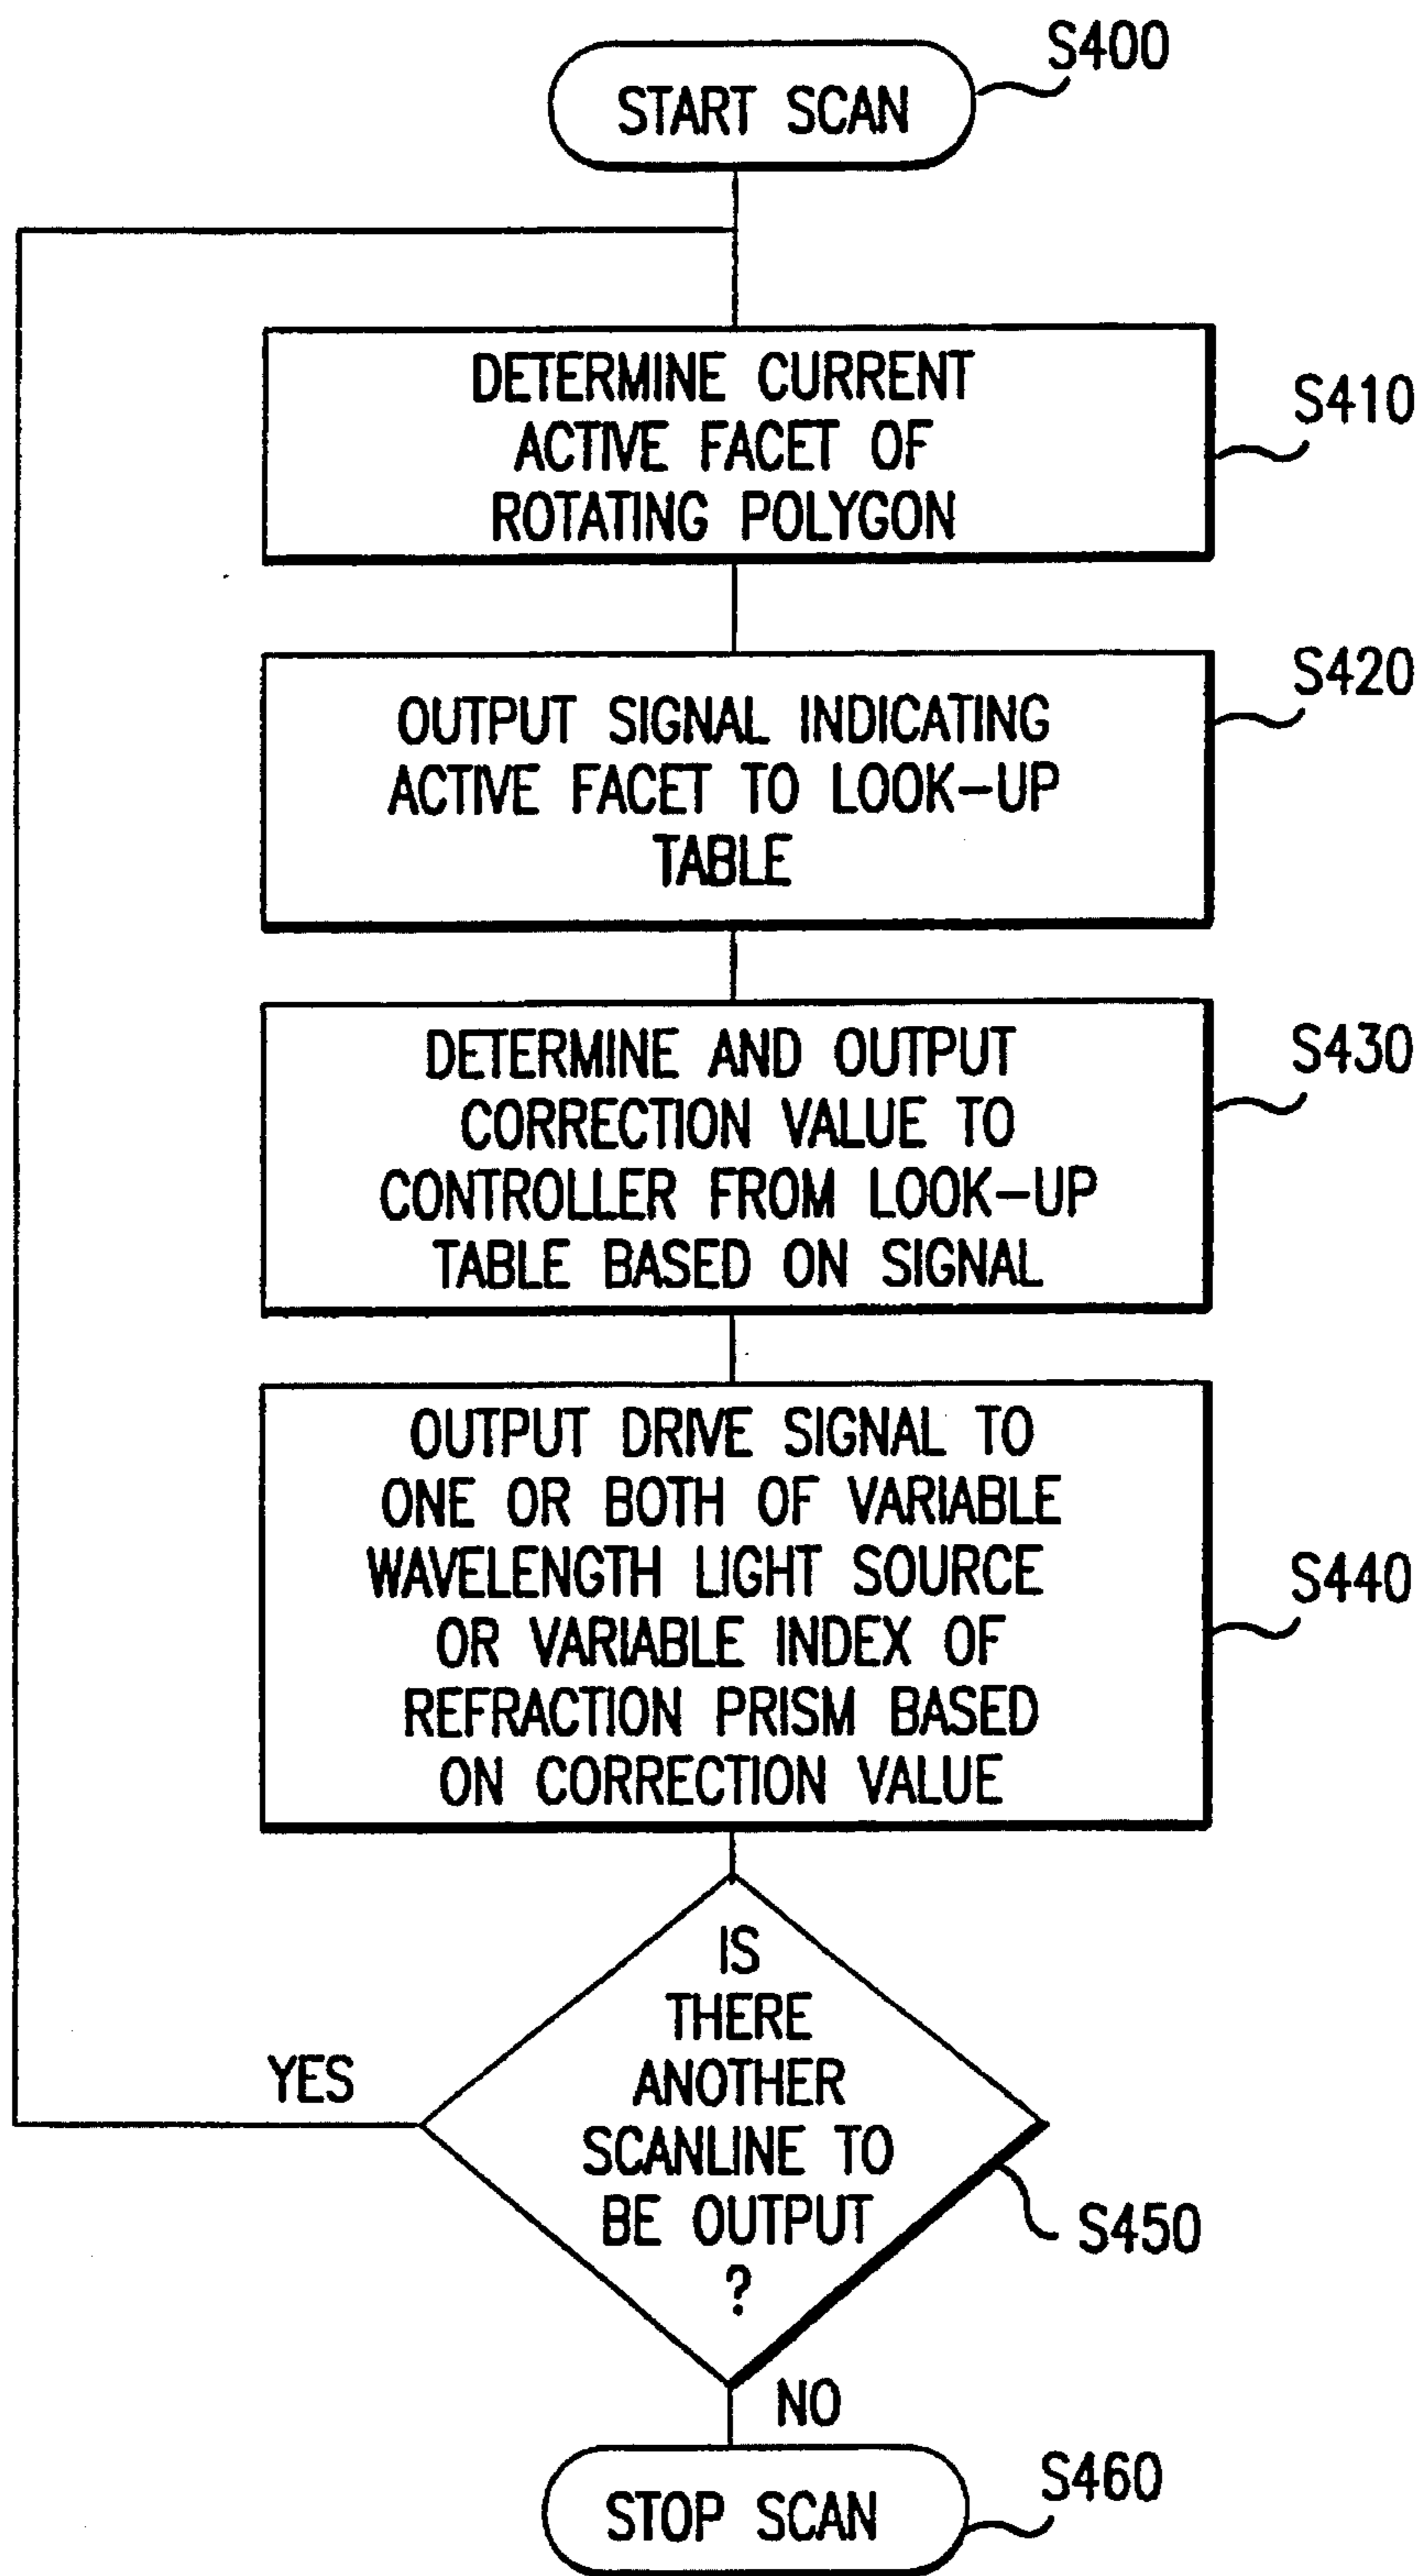 START SCAN
S400
DETERMINE CURRENT
ACTIVE FACET OF
ROTATING POLYGON
S410
OUTPUT SIGNAL INDICATING
ACTIVE FACET TO LOOK-UP
TABLE
S420
DETERMINE AND OUTPUT
CORRECTION VALUE TO
CONTROLLER FROM LOOK-UP
TABLE BASED ON SIGNAL
S430
OUTPUT DRIVE SIGNAL TO
ONE OR BOTH OF VARIABLE
WAVELENGTH LIGHT SOURCE
OR VARIABLE INDEX OF
REFRACTION PRISM BASED
ON CORRECTION VALUE
S440
IS
THERE
ANOTHER
SCANLINE TO
BE OUTPUT
?
S450
YES
NO
STOP SCAN
S460